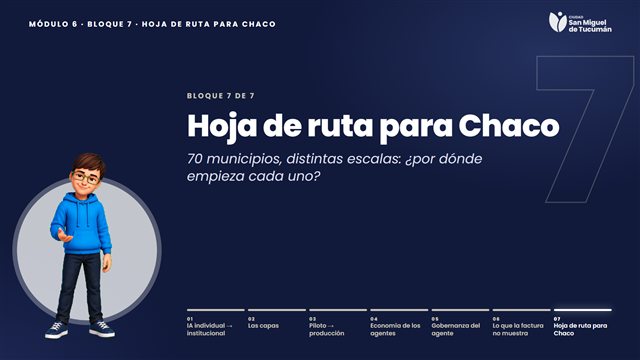 MÓDULO 6 · BLOQUE 7 · HOJA DE RUTA PARA CHACO
CIUDAD
San Miguel
de Tucumán
7
BLOQUE 7 DE 7
Hoja de ruta para Chaco
70 municipios, distintas escalas: ¿por dónde
empieza cada uno?
01
IA individual →
institucional
02
Las capas
03
Piloto →
producción
04
Economía de los
agentes
05
Gobernanza del
agente
06
Lo que la factura
no muestra
07
Hoja de ruta para
Chaco